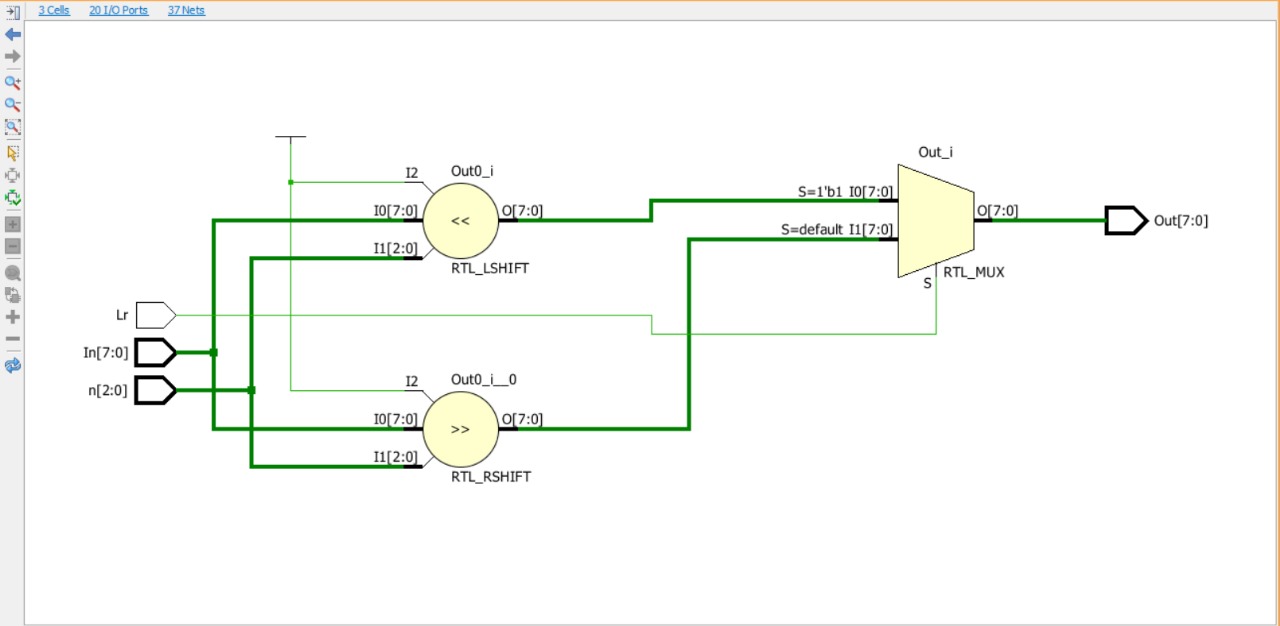 3 Cells 20 I/O Ports 37 Nets
Out_i
I2 Out0_i
S=1'b1 I0[7:0]
I0[7:0] << O[7:0] O[7:0] Out[7:0]
S=default I1[7:0]
I1[2:0]
RTL_LSHIFT RTL_MUX
S
Lr
In[7:0]
I2 Out0_i__0
n[2:0]
I0[7:0] >> O[7:0]
I1[2:0]
RTL_RSHIFT